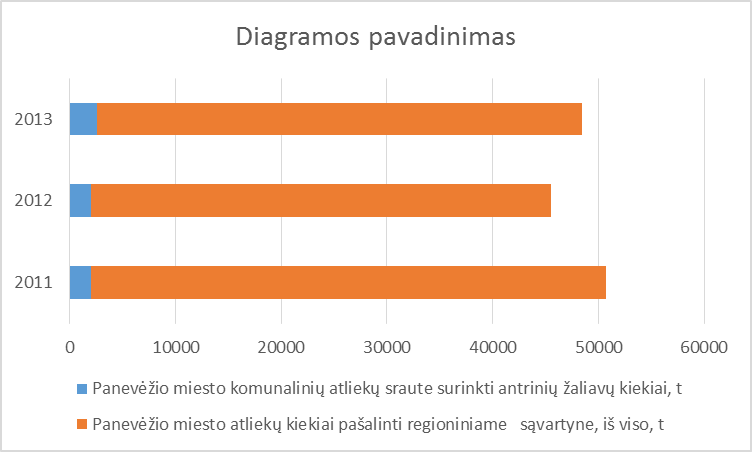 Diagramos pavadinimas
2013
2012
2011
0 10000 20000 30000 40000 50000 60000
Panevėžio miesto komunalinių atliekų sraute surinkti antrinių žaliavų kiekiai, t
Panevėžio miesto atliekų kiekiai pašalinti regioniniame sąvartyne, iš viso, t